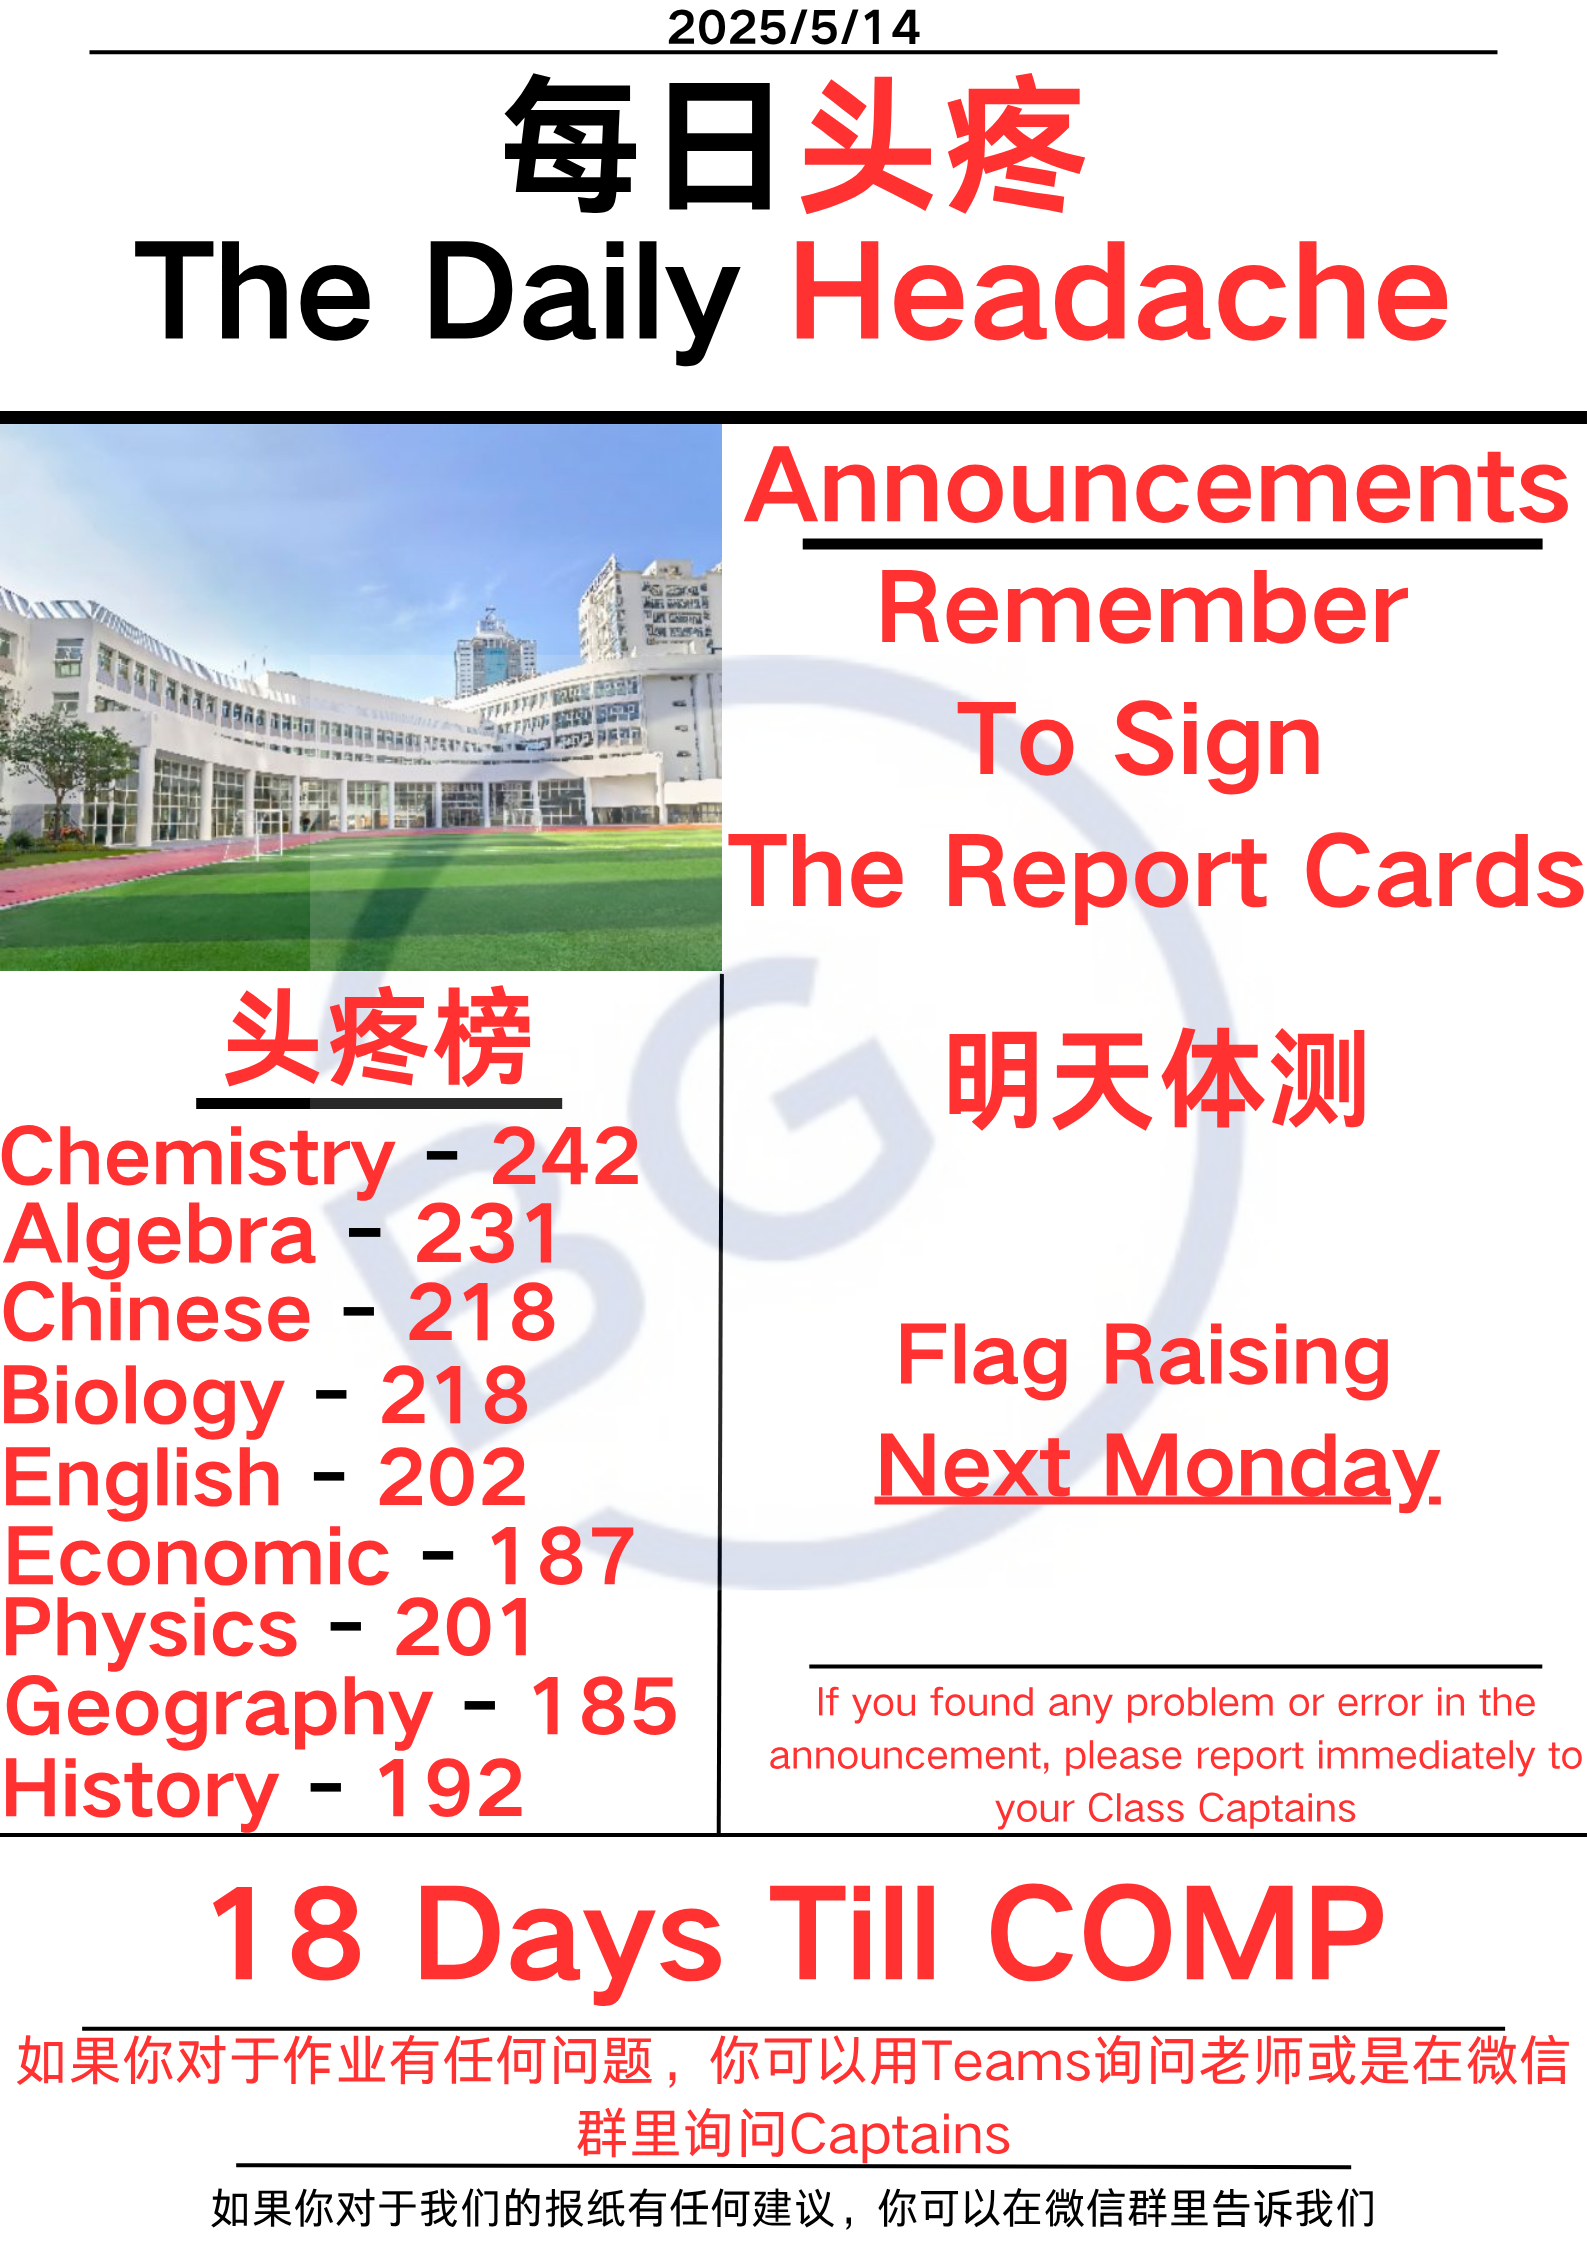 2025/5/14
每日头疼
The Daily Headache
Announcements
Remember
To Sign
The Report Cards
明天体测
Flag Raising
Next Monday
If you found any problem or error in the
announcement, please report immediately to
your Class Captains
头疼榜
Chemistry - 242
Algebra - 231
Chinese - 218
Biology - 218
English - 202
Economic - 187
Physics - 201
Geography - 185
History - 192
BG
18 Days Till COMP
如果你对于作业有任何问题，你可以用Teams询问老师或是在微信
群里询问Captains
如果你对于我们的报纸有任何建议，你可以在微信群里告诉我们